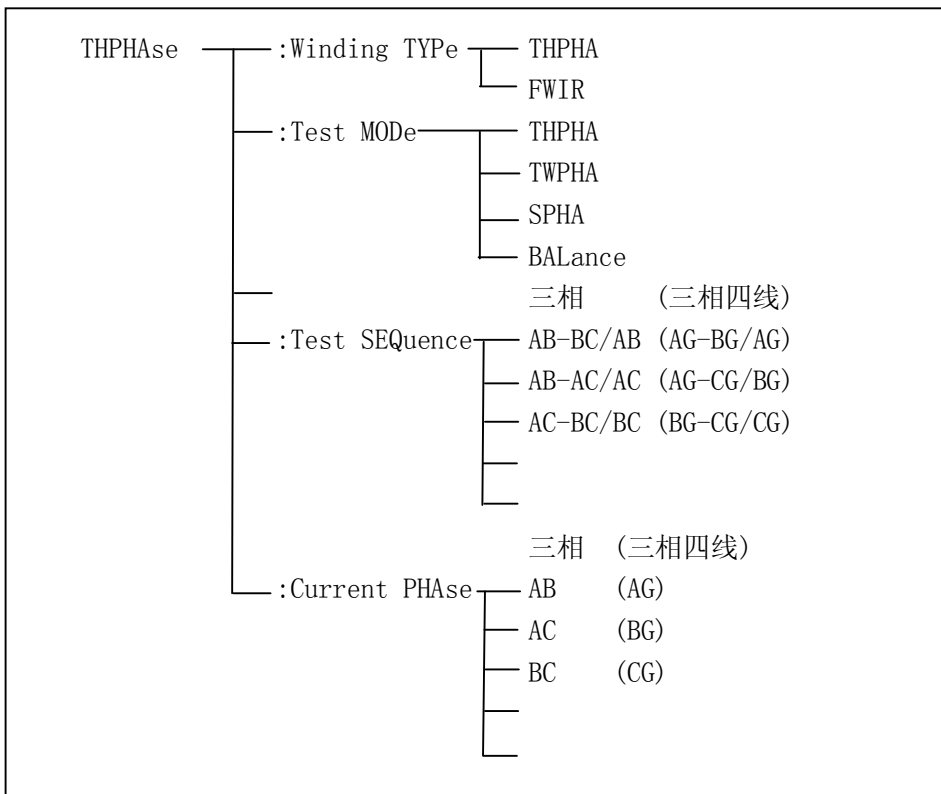 THPHAse :Winding TYPe THPHA
FWIR
:Test MODe THPHA
TWPHA
SPHA
BALance
三相 (三相四线)
:Test SEQuence AB-BC/AB (AG-BG/AG)
AB-AC/AC (AG-CG/BG)
AC-BC/BC (BG-CG/CG)
三相 (三相四线)
:Current PHAse AB (AG)
AC (BG)
BC (CG)